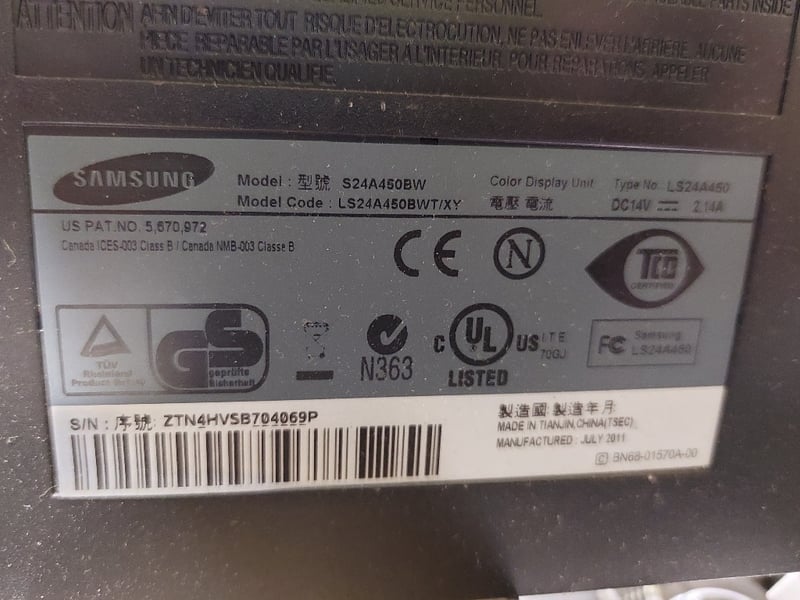 SERVICE PERSONNEL.
PARTS INSIDE
ATTENTION AFIN D'EVITER TOUT RISQUE D'ELECTROCUTION, NE PAS ENLEVER L'ARRIERE, AUCUNE
PIECE REPARABLE PAR L'USAGER A L'INTERIEUR, POUR REPARATIONS, APPELER
UN TECHNICIEN QUALIFIE.
SAMSUNG
Model : 型號 S24A450BW
Model Code : LS24A450BWT/XY
Color Display Unit
電壓 電流
Type No. LS24A450
DC14V 2.14A
US PAT.NO. 5,670,972
Canada ICES-003 Class B / Canada NMB-003 Classe B
CE
N
TCO
CERTIFIED
TÜV
Rheinland
Product Safety
GS
geprüfte
Sicherheit
N363
C UL US
LISTED
I.T.E
70GJ
FC
Samsung
LS24A450
S/N : 序號: ZTN4HVSB704069P
製造國 製造年月
MADE IN TIANJIN,CHINA(TSEC)
MANUFACTURED : JULY 2011
Ⓒ BN68-01570A-00